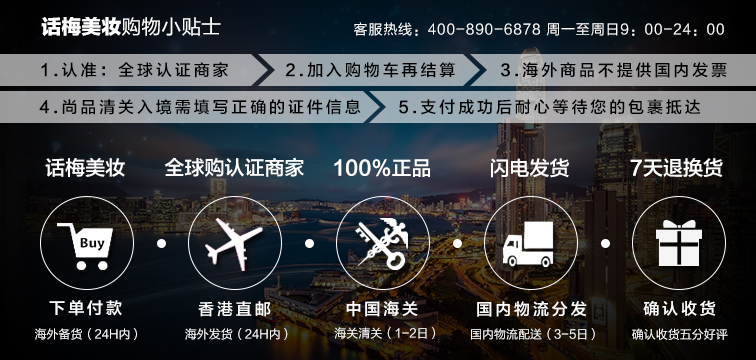 话梅美妆购物小贴士
客服热线：400-890-6878 周一至周日9：00-24：00
1.认准：全球认证商家 2.加入购物车再结算 3.海外商品不提供国内发票
4.尚品清关入境需填写正确的证件信息 5.支付成功后耐心等待您的包裹抵达
话梅美妆 全球购认证商家 100%正品 闪电发货 7天退换货
Buy
下单付款 香港直邮 中国海关 国内物流分发 确认收货
海外备货（24H内） 海外发货（24H内） 海关清关（1-2日） 国内物流配送（3-5日） 确认收货五分好评